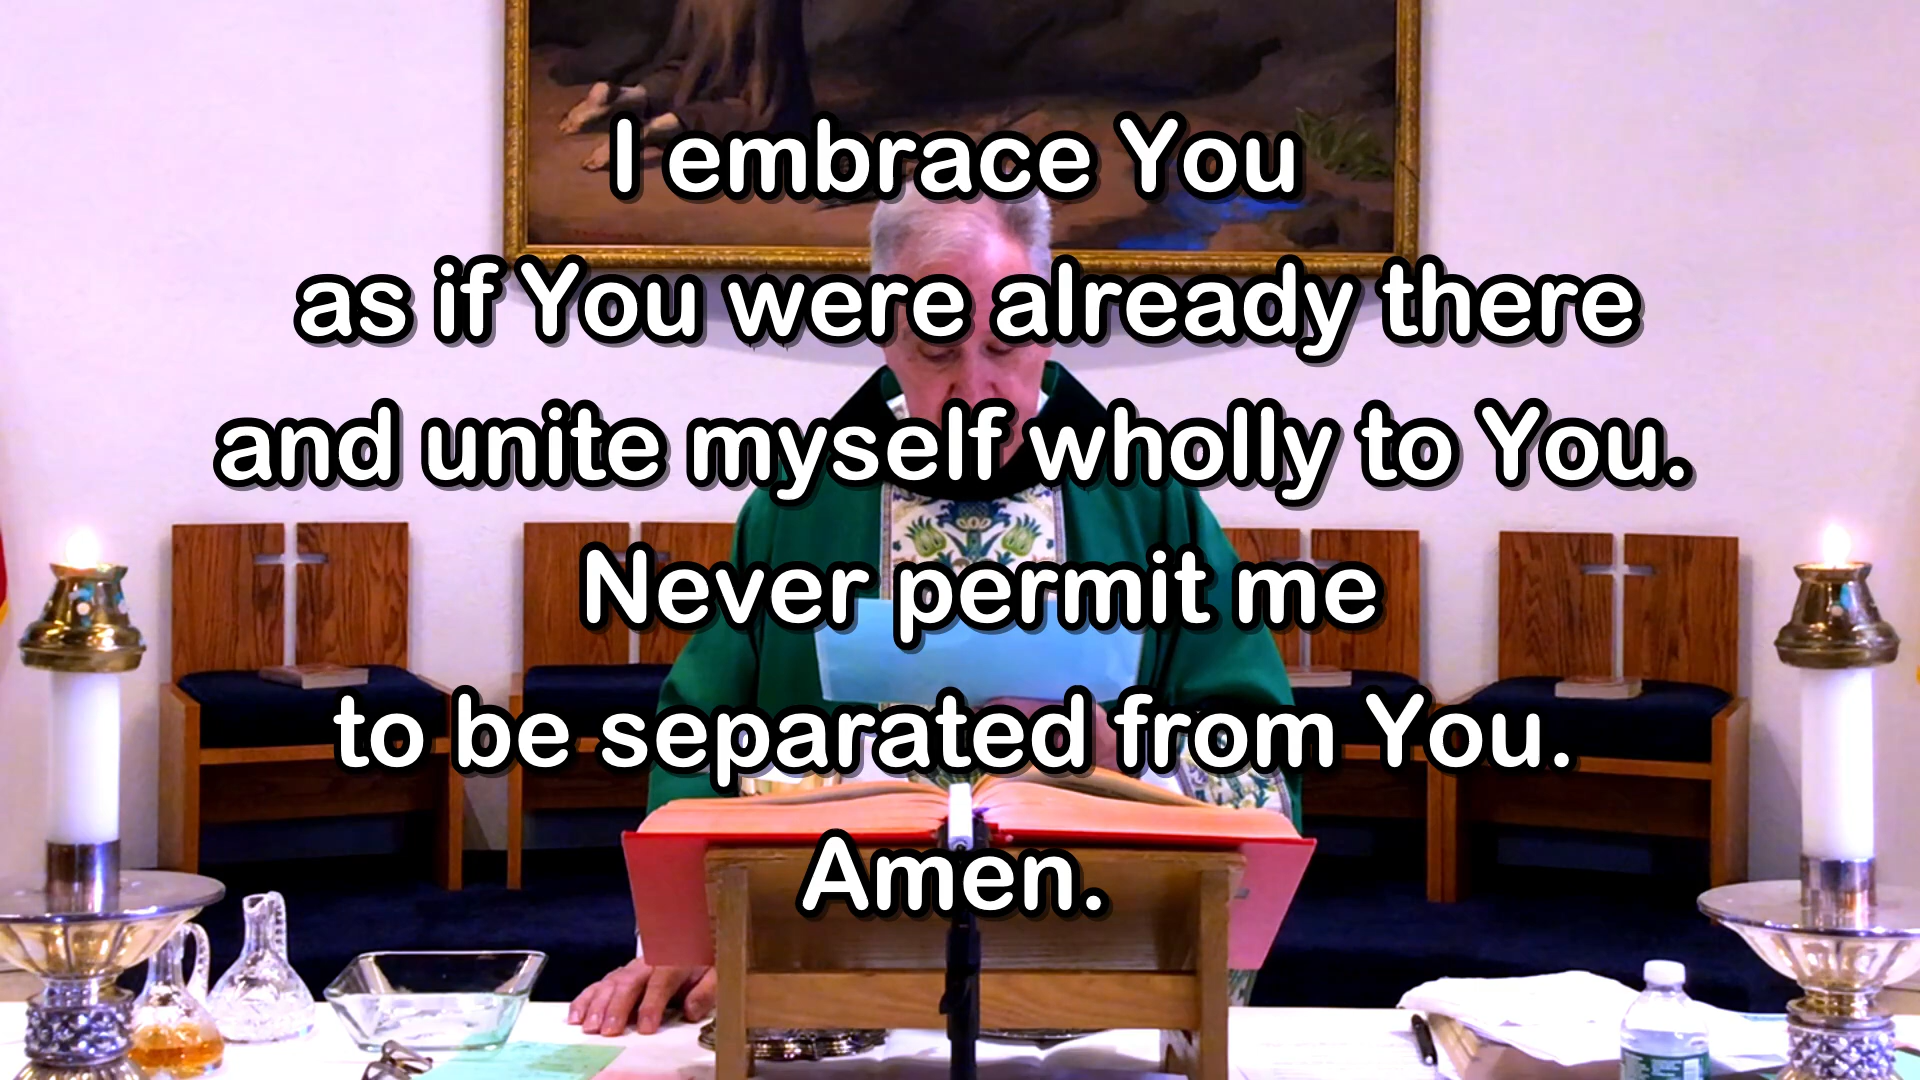 I embrace You
as if You were already there
and unite myself wholly to You.
Never permit me
to be separated from You.
Amen.